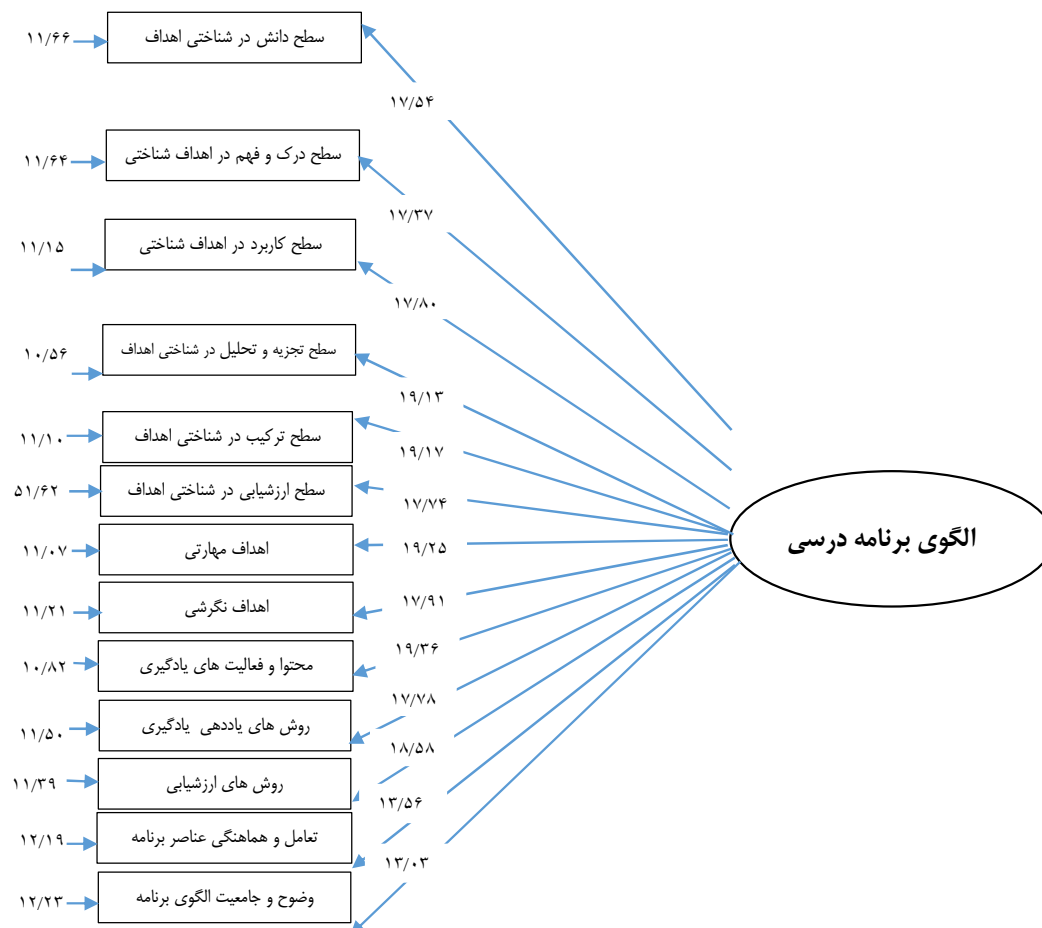 سطح دانش در شناختی اهداف
۱۱/۶۶
۱۷/۵۴
سطح درک و فهم در اهداف شناختی
۱۱/۶۴
۱۷/۳۷
سطح کاربرد در اهداف شناختی
۱۱/۱۵
۱۷/۸۰
سطح تجزیه و تحلیل در شناختی اهداف
۱۰/۵۶
۱۹/۱۳
سطح ترکیب در شناختی اهداف
۱۱/۱۰
۱۹/۱۷
سطح ارزشیابی در شناختی اهداف
۵۱/۶۲
۱۷/۷۴
اهداف مهارتی
۱۱/۰۷
۱۹/۲۵
اهداف نگرشی
۱۱/۲۱
۱۷/۹۱
محتوا و فعالیت های یادگیری
۱۰/۸۲
۱۹/۳۶
روش های یاددهی یادگیری
۱۱/۵۰
۱۷/۷۸
روش های ارزشیابی
۱۱/۳۹
۱۸/۵۸
تعامل و هماهنگی عناصر برنامه
۱۲/۱۹
۱۳/۵۶
وضوح و جامعیت الگوی برنامه
۱۲/۲۳
۱۳/۰۳
الگوی برنامه درسی